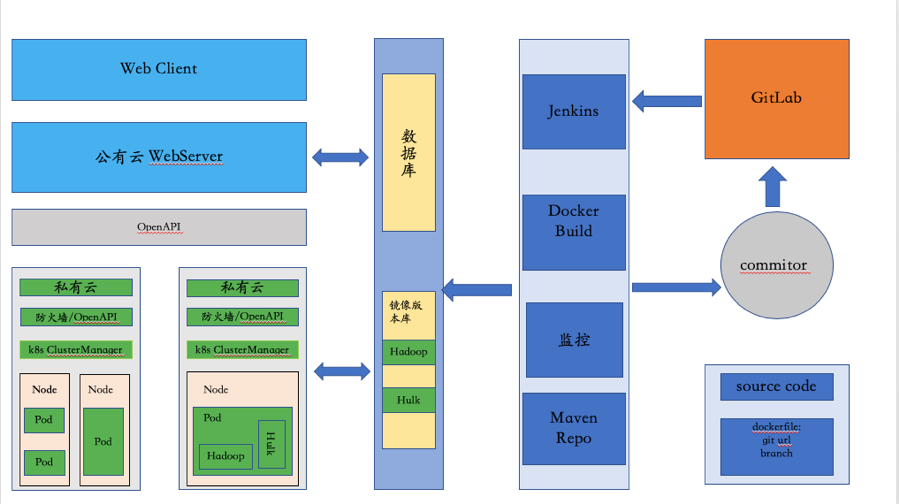 Web Client
公有云 WebServer
OpenAPI
私有云
防火墙/OpenAPI
k8s ClusterManager
Node
Pod
Pod
Node
Pod
私有云
防火墙/OpenAPI
k8s ClusterManager
Node
Pod
Hadoop
Hulk
数
据
库
镜像版
本库
Hadoop
Hulk
Jenkins
Docker
Build
监控
Maven
Repo
GitLab
commitor
source code
dockerfile:
git url
branch